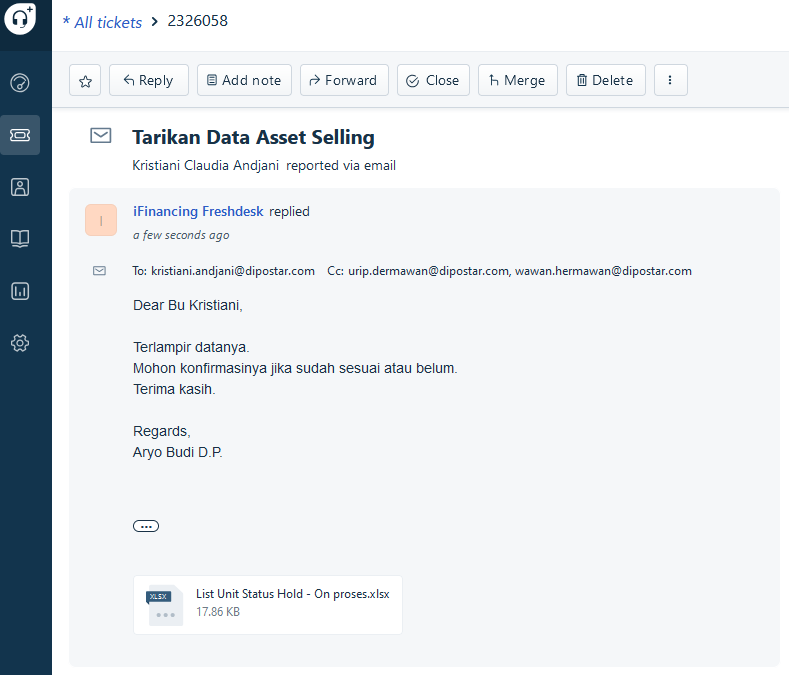 * All tickets > 2326058
Reply
Add note
Forward
Close
Merge
Delete
Tarikan Data Asset Selling
Kristiani Claudia Andjani reported via email
I
iFinancing Freshdesk replied
a few seconds ago
To: kristiani.andjani@dipostar.com Cc: urip.dermawan@dipostar.com, wawan.hermawan@dipostar.com
Dear Bu Kristiani,
Terlampir datanya.
Mohon konfirmasinya jika sudah sesuai atau belum.
Terima kasih.
Regards,
Aryo Budi D.P.
XLSX
List Unit Status Hold - On proses.xlsx
17.86 KB